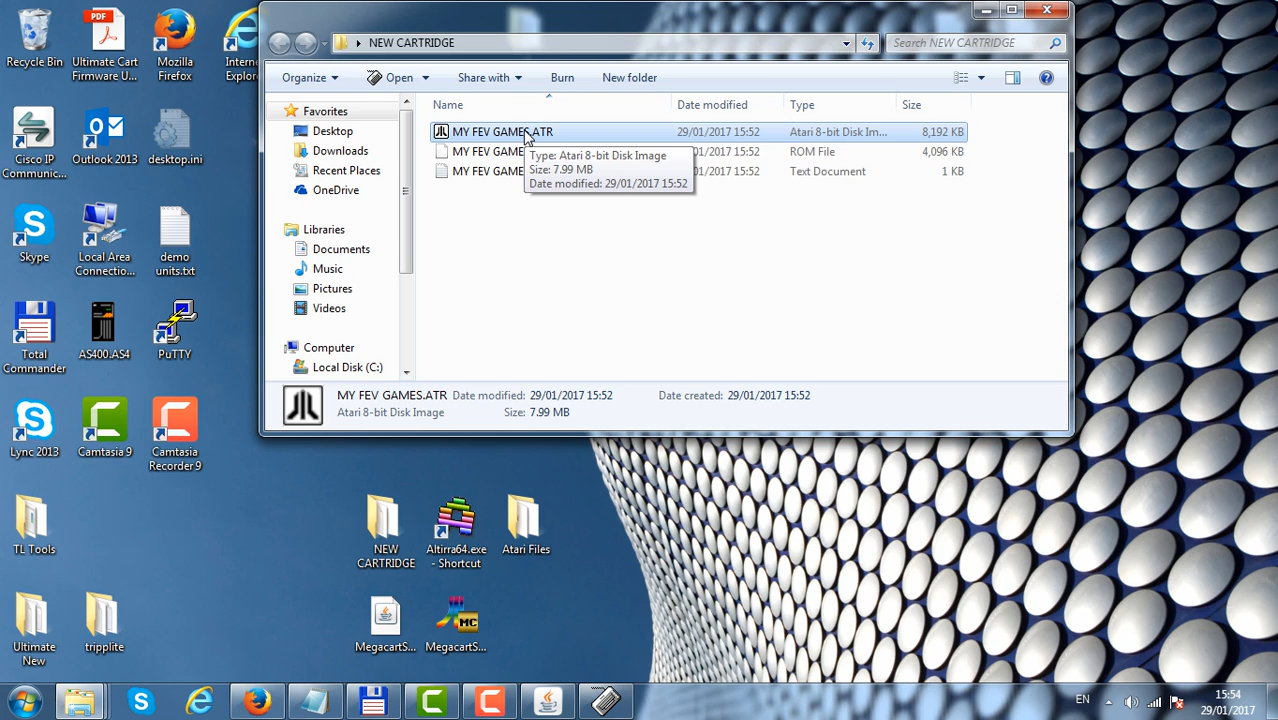 Recycle Bin
Ultimate Cart Firmware U...
Mozilla Firefox
Intern
Explor
Cisco IP Communic...
Outlook 2013
desktop.ini
Skype
Local Area Connectio...
demo units.txt
Total Commander
AS400.AS4
PuTTY
Lync 2013
Camtasia 9
Camtasia Recorder 9
TL Tools
Ultimate New
tripplite
NEW CARTRIDGE
Altirra64.exe - Shortcut
Atari Files
MegacartS...
MegacartS...
NEW CARTRIDGE
Search NEW CARTRIDGE
Organize
Open
Share with
Burn
New folder
Favorites
Desktop
Downloads
Recent Places
OneDrive
Libraries
Documents
Music
Pictures
Videos
Computer
Local Disk (C:)
Name Date modified Type Size
MY FEV GAMES.ATR 29/01/2017 15:52 Atari 8-bit Disk Im... 8,192 KB
MY FEV GAME /01/2017 15:52 ROM File 4,096 KB
MY FEV GAME /01/2017 15:52 Text Document 1 KB
Type: Atari 8-bit Disk Image
Size: 7.99 MB
Date modified: 29/01/2017 15:52
MY FEV GAMES.ATR Date modified: 29/01/2017 15:52 Date created: 29/01/2017 15:52
Atari 8-bit Disk Image Size: 7.99 MB
EN
15:54
29/01/2017